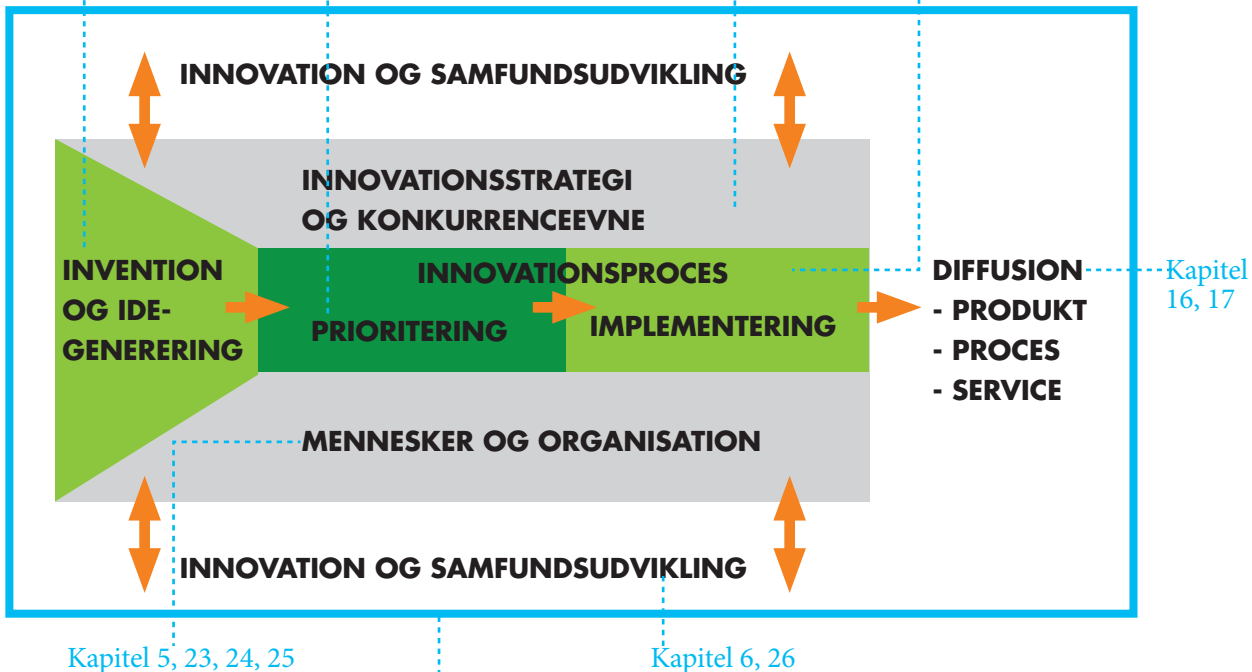 INNOVATION OG SAMFUNDSUDVIKLING
INNOVATIONSSTRATEGI
OG KONKURRENCEEVNE
INVENTION
OG IDE-
GENERERING
INNOVATIONSPROCES
PRIORITERING
IMPLEMENTERING
DIFFUSION
- PRODUKT
- PROCES
- SERVICE
Kapitel
16, 17
MENNESKER OG ORGANISATION
INNOVATION OG SAMFUNDSUDVIKLING
Kapitel 5, 23, 24, 25
Kapitel 6, 26